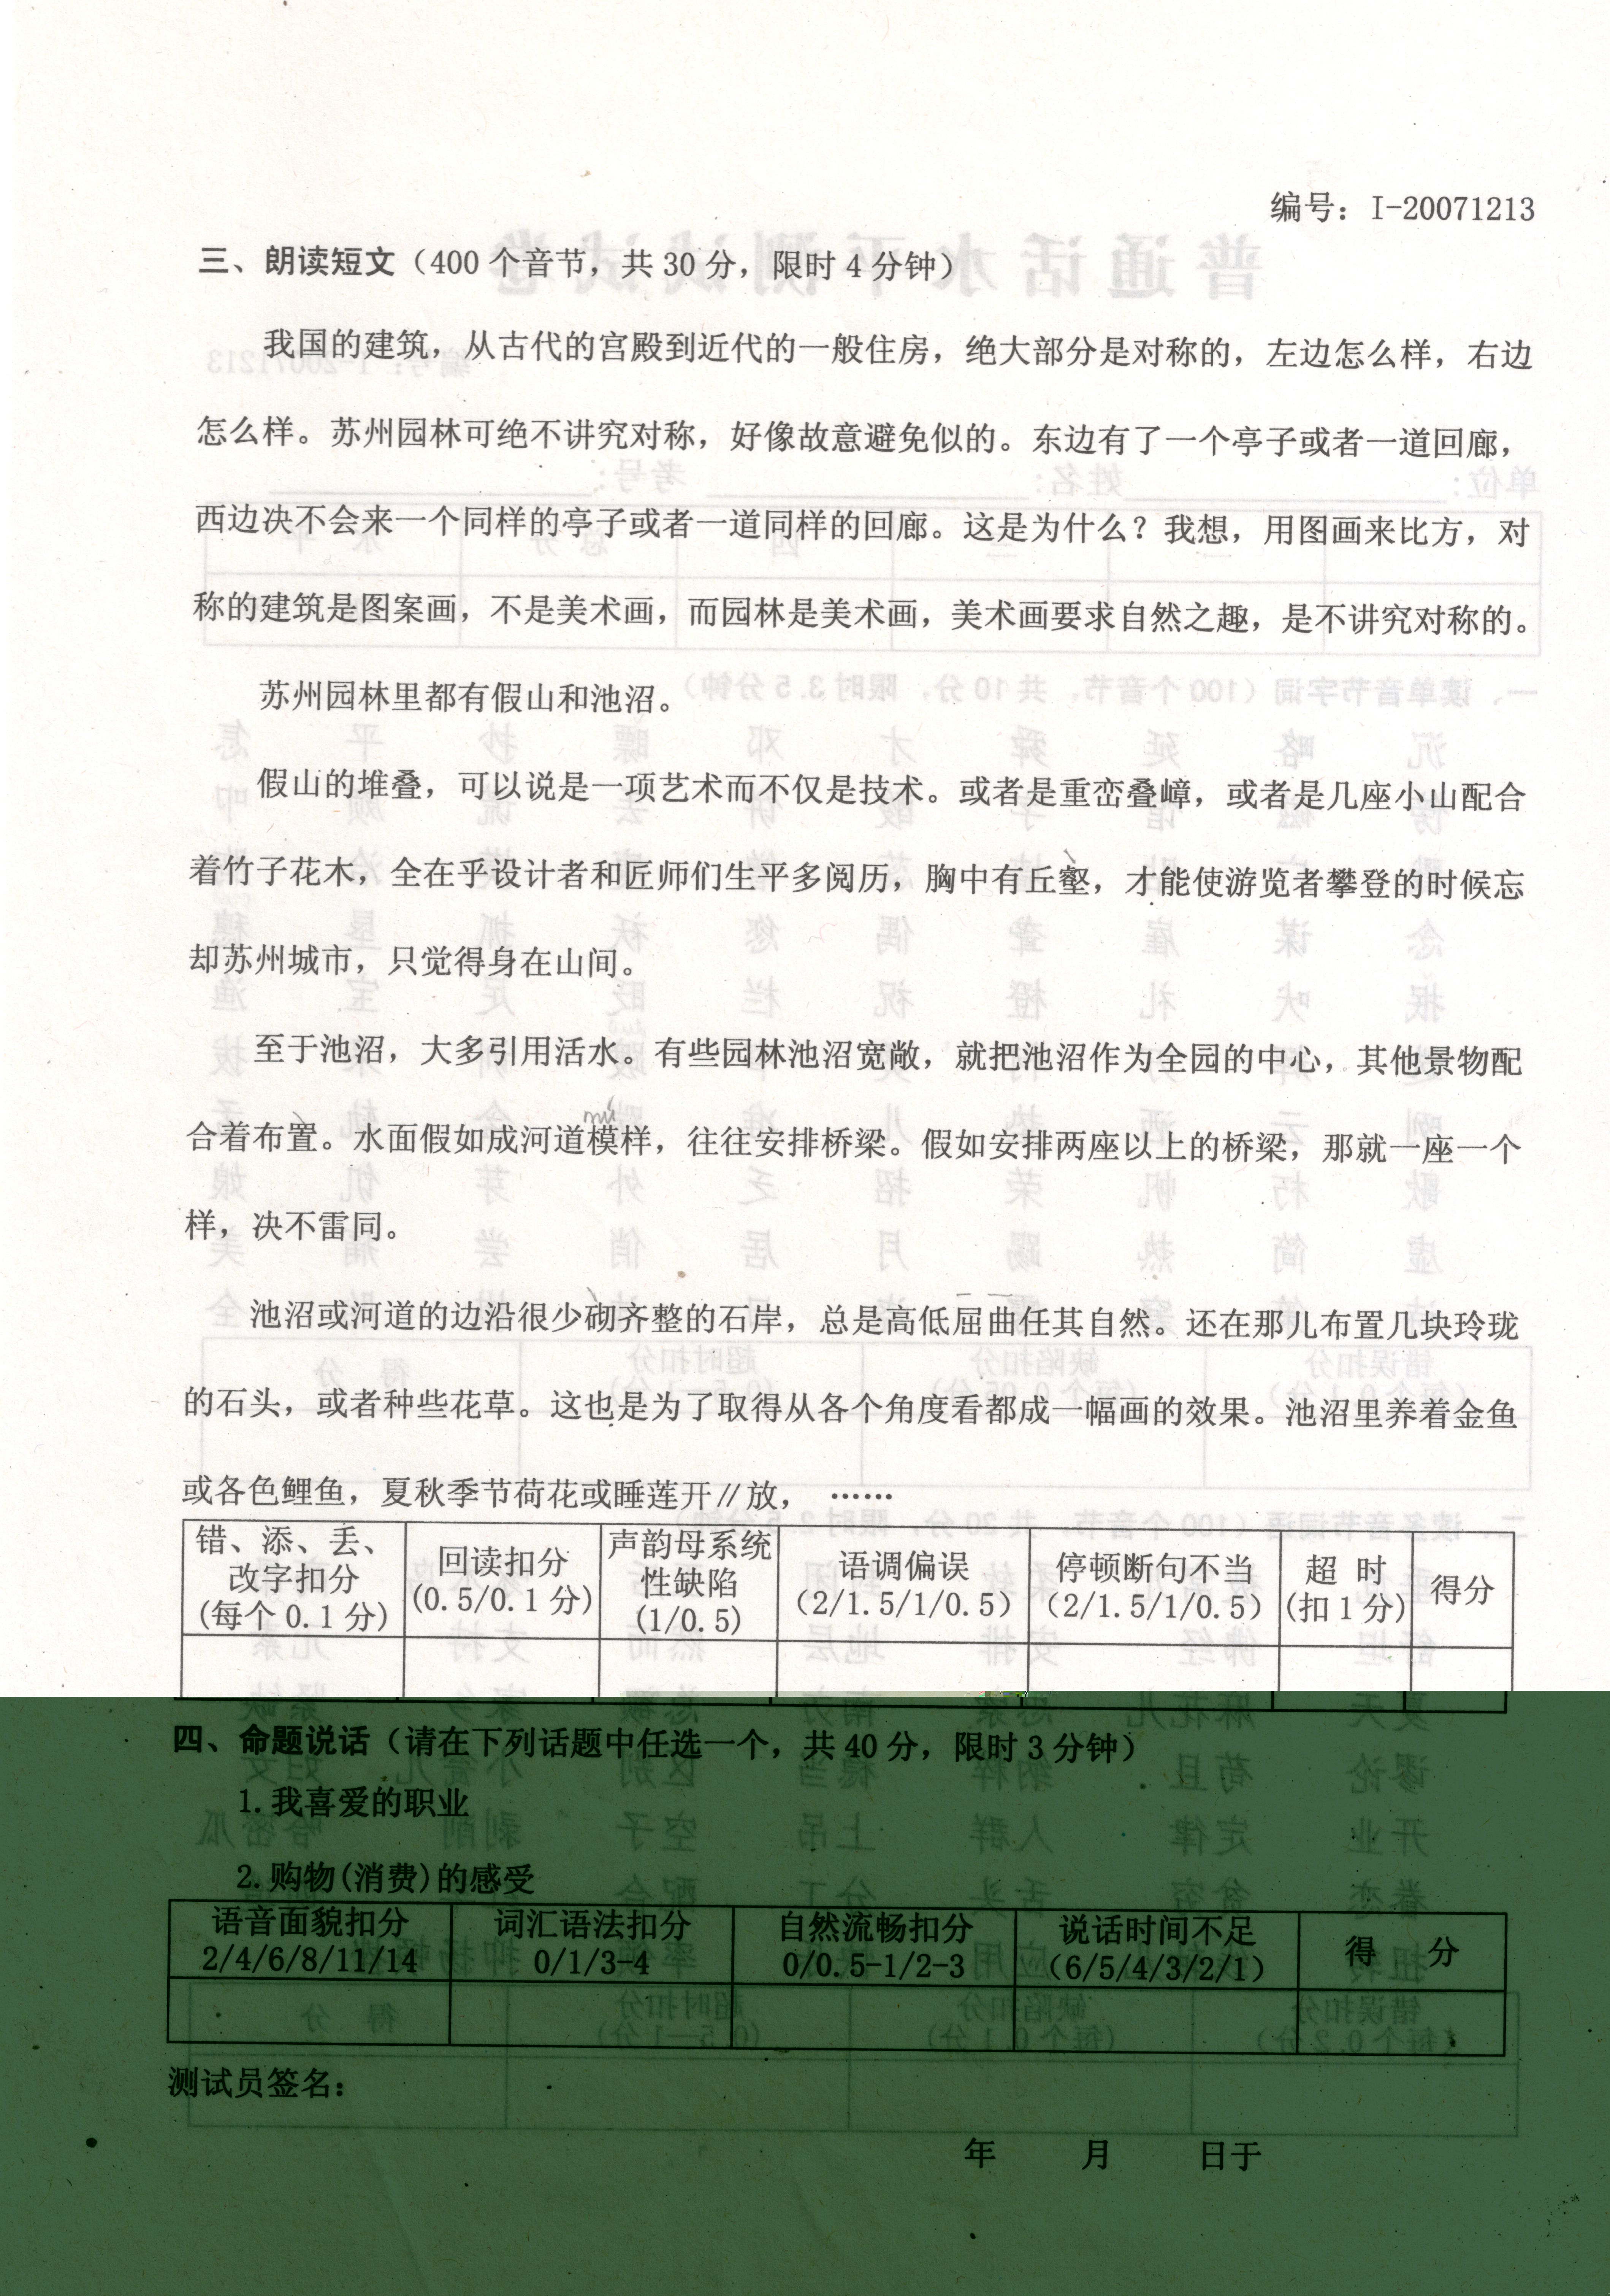 编号：I-20071213
三、朗读短文（400 个音节，共 30 分，限时 4 分钟）
我国的建筑，从古代的宫殿到近代的一般住房，绝大部分是对称的，左边怎么样，右边
怎么样。苏州园林可绝不讲究对称，好像故意避免似的。东边有了一个亭子或者一道回廊，
西边决不会来一个同样的亭子或者一道同样的回廊。这是为什么？我想，用图画来比方，对
称的建筑是图案画，不是美术画，而园林是美术画，美术画要求自然之趣，是不讲究对称的。
苏州园林里都有假山和池沼。
假山的堆叠，可以说是一项艺术而不仅是技术。或者是重峦叠嶂，或者是几座小山配合
着竹子花木，全在乎设计者和匠师们生平多阅历，胸中有丘壑，才能使游览者攀登的时候忘
却苏州城市，只觉得身在山间。
至于池沼，大多引用活水。有些园林池沼宽敞，就把池沼作为全园的中心，其他景物配
mú
合着布置。水面假如成河道模样，往往安排桥梁。假如安排两座以上的桥梁，那就一座一个
样，决不雷同。
池沼或河道的边沿很少砌齐整的石岸，总是高低屈曲任其自然。还在那儿布置几块玲珑
的石头，或者种些花草。这也是为了取得从各个角度看都成一幅画的效果。池沼里养着金鱼
或各色鲤鱼，夏秋季节荷花或睡莲开∥放， ……
错、添、丢、改字扣分(每个 0.1 分) 回读扣分(0.5/0.1 分) 声韵母系统性缺陷(1/0.5) 语调偏误（2/1.5/1/0.5） 停顿断句不当（2/1.5/1/0.5） 超 时(扣 1 分) 得分
四、命题说话（请在下列话题中任选一个，共 40 分，限时 3 分钟）
1.我喜爱的职业
2.购物(消费)的感受
语音面貌扣分 词汇语法扣分 自然流畅扣分 说话时间不足 得 分
2/4/6/8/11/14 0/1/3-4 0/0.5-1/2-3 （6/5/4/3/2/1）
测试员签名：
年 月 日于